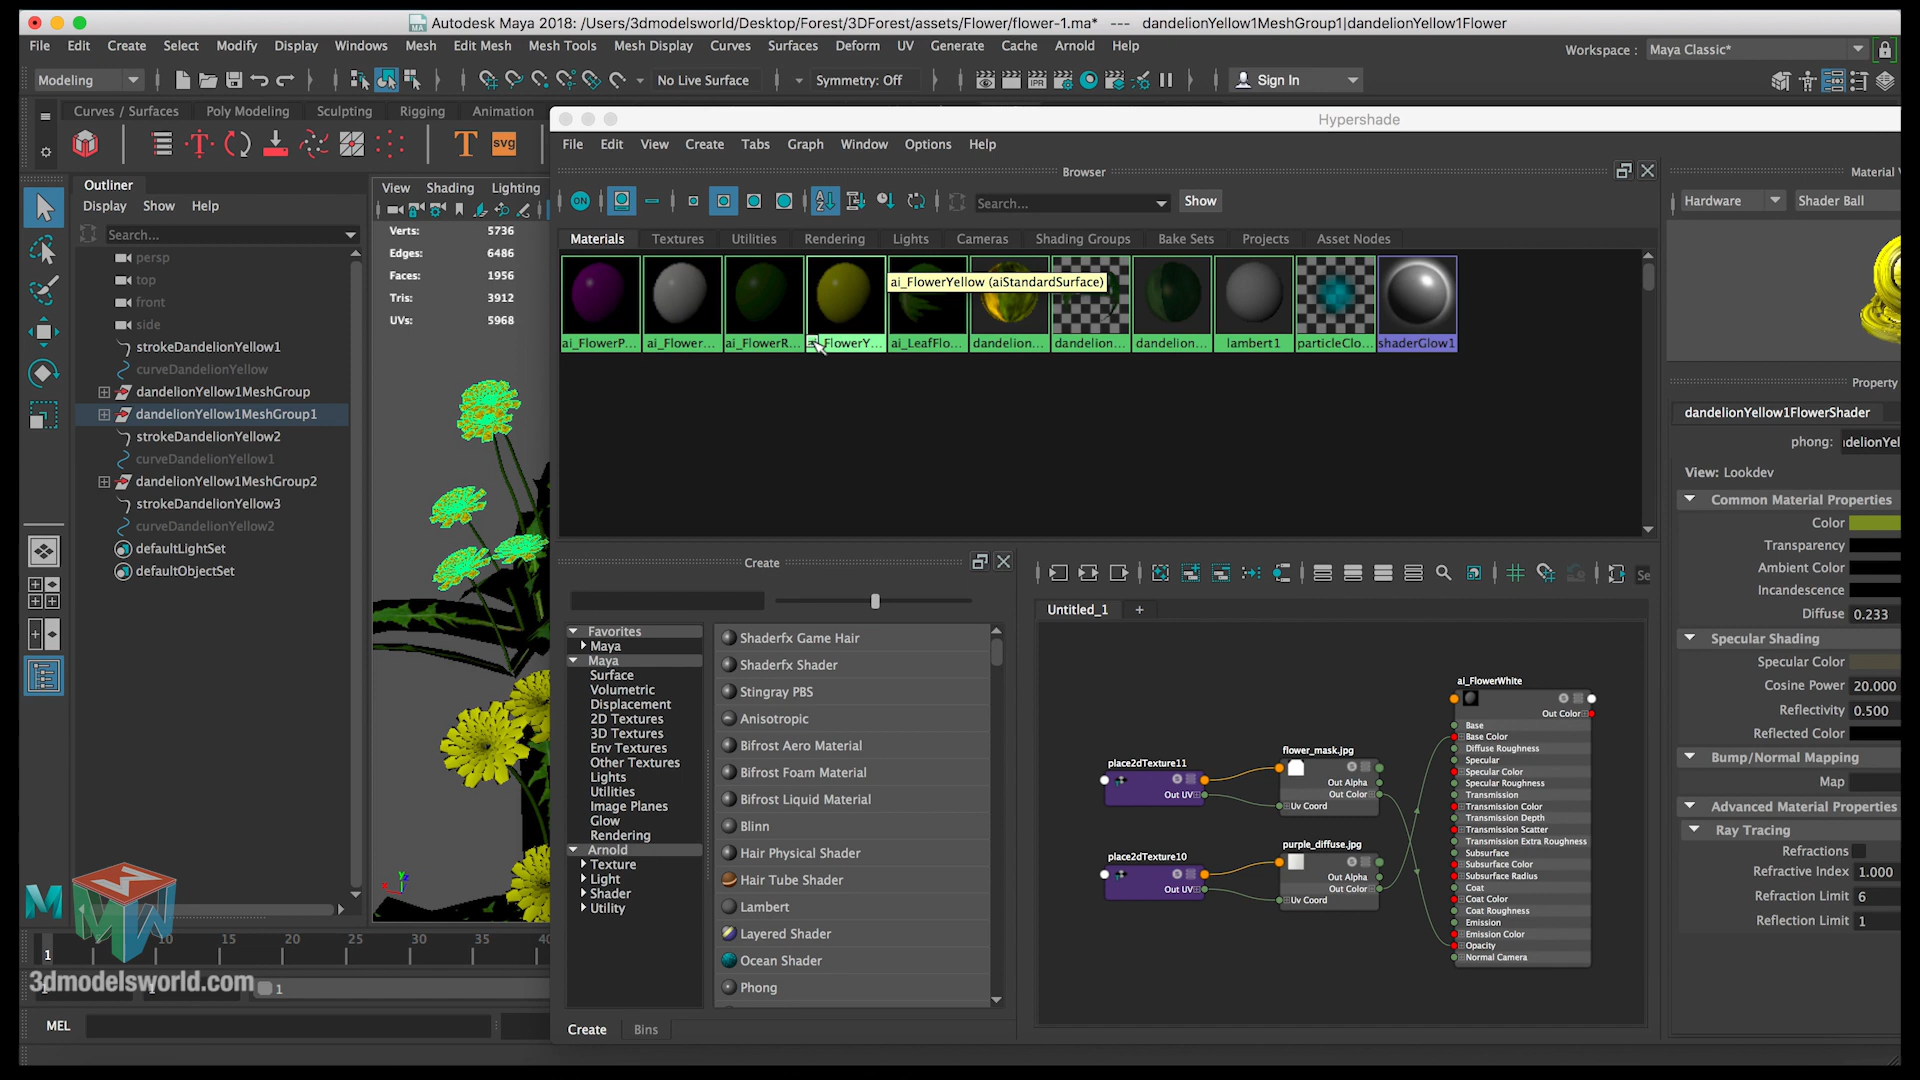 Autodesk Maya 2018: /Users/3dmodelsworld/Desktop/Forest/3DForest/assets/Flower/flower-1.ma* --- dandelionYellow1MeshGroup1|dandelionYellow1Flower
File Edit Create Select Modify Display Windows Mesh Edit Mesh Mesh Tools Mesh Display Curves Surfaces Deform UV Generate Cache Arnold Help
Workspace : Maya Classic*
Modeling No Live Surface Symmetry: Off Sign In
Curves / Surfaces Poly Modeling Sculpting Rigging Animation
T svg
Hypershade
File Edit View Create Tabs Graph Window Options Help
Browser
Material
ON Search... Show
Hardware Shader Ball
Materials Textures Utilities Rendering Lights Cameras Shading Groups Bake Sets Projects Asset Nodes
ai_FlowerYellow (aiStandardSurface)
ai_FlowerP... ai_Flower... ai_FlowerR... ai_FlowerY... ai_LeafFlo... dandelion... dandelion... dandelion... lambert1 particleClo... shaderGlow1
Outliner
Display Show Help
Search...
persp
top
front
side
strokeDandelionYellow1
curveDandelionYellow
dandelionYellow1MeshGroup
dandelionYellow1MeshGroup1
strokeDandelionYellow2
curveDandelionYellow1
dandelionYellow1MeshGroup2
strokeDandelionYellow3
curveDandelionYellow2
defaultLightSet
defaultObjectSet
View Shading Lighting
Verts: 5736
Edges: 6486
Faces: 1956
Tris: 3912
UVs: 5968
Create
Favorites
Maya
Maya
Surface
Volumetric
Displacement
2D Textures
3D Textures
Env Textures
Other Textures
Lights
Utilities
Image Planes
Glow
Rendering
Arnold
Texture
Light
Shader
Utility
Shaderfx Game Hair
Shaderfx Shader
Stingray PBS
Anisotropic
Bifrost Aero Material
Bifrost Foam Material
Bifrost Liquid Material
Blinn
Hair Physical Shader
Hair Tube Shader
Lambert
Layered Shader
Ocean Shader
Phong
Create Bins
Se
Untitled_1 +
place2dTexture11
Out UV
flower_mask.jpg
Out Alpha
Out Color
Uv Coord
place2dTexture10
Out UV
purple_diffuse.jpg
Out Alpha
Out Color
Uv Coord
ai_FlowerWhite
Out Color
Base
Base Color
Diffuse Roughness
Specular
Specular Color
Specular Roughness
Transmission
Transmission Color
Transmission Depth
Transmission Scatter
Transmission Extra Roughness
Subsurface
Subsurface Color
Subsurface Radius
Coat
Coat Color
Coat Roughness
Emission
Emission Color
Opacity
Normal Camera
Property
dandelionYellow1FlowerShader
phong: delionYel
View: Lookdev
Common Material Properties
Color
Transparency
Ambient Color
Incandescence
Diffuse 0.233
Specular Shading
Specular Color
Cosine Power 20.000
Reflectivity 0.500
Reflected Color
Bump/Normal Mapping
Map
Advanced Material Properties
Ray Tracing
Refractions
Refractive Index 1.000
Refraction Limit 6
Reflection Limit 1
1 10 15 20 25 30 35 40
3dmodelsworld.com
1
MEL